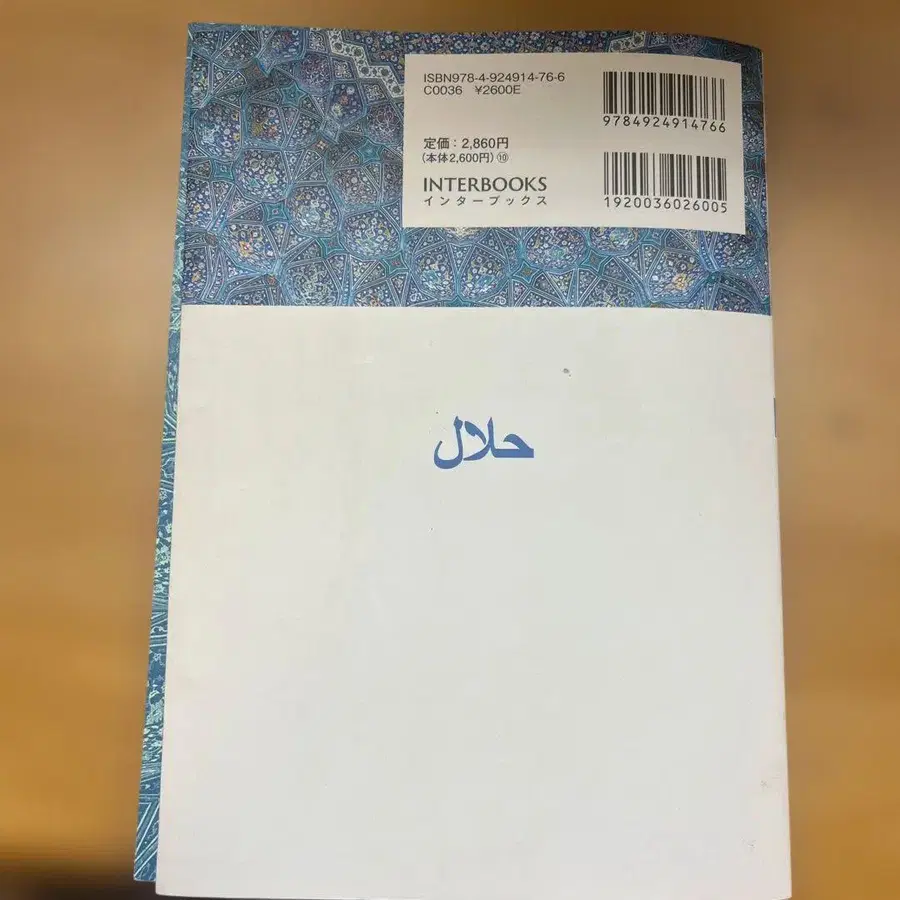 ISBN978-4-924914-76-6
C0036 ¥2600E
9784924914766
定価：2,860円
（本体2,600円）⑩
INTERBOOKS
インターブックス
1920036026005
حلال